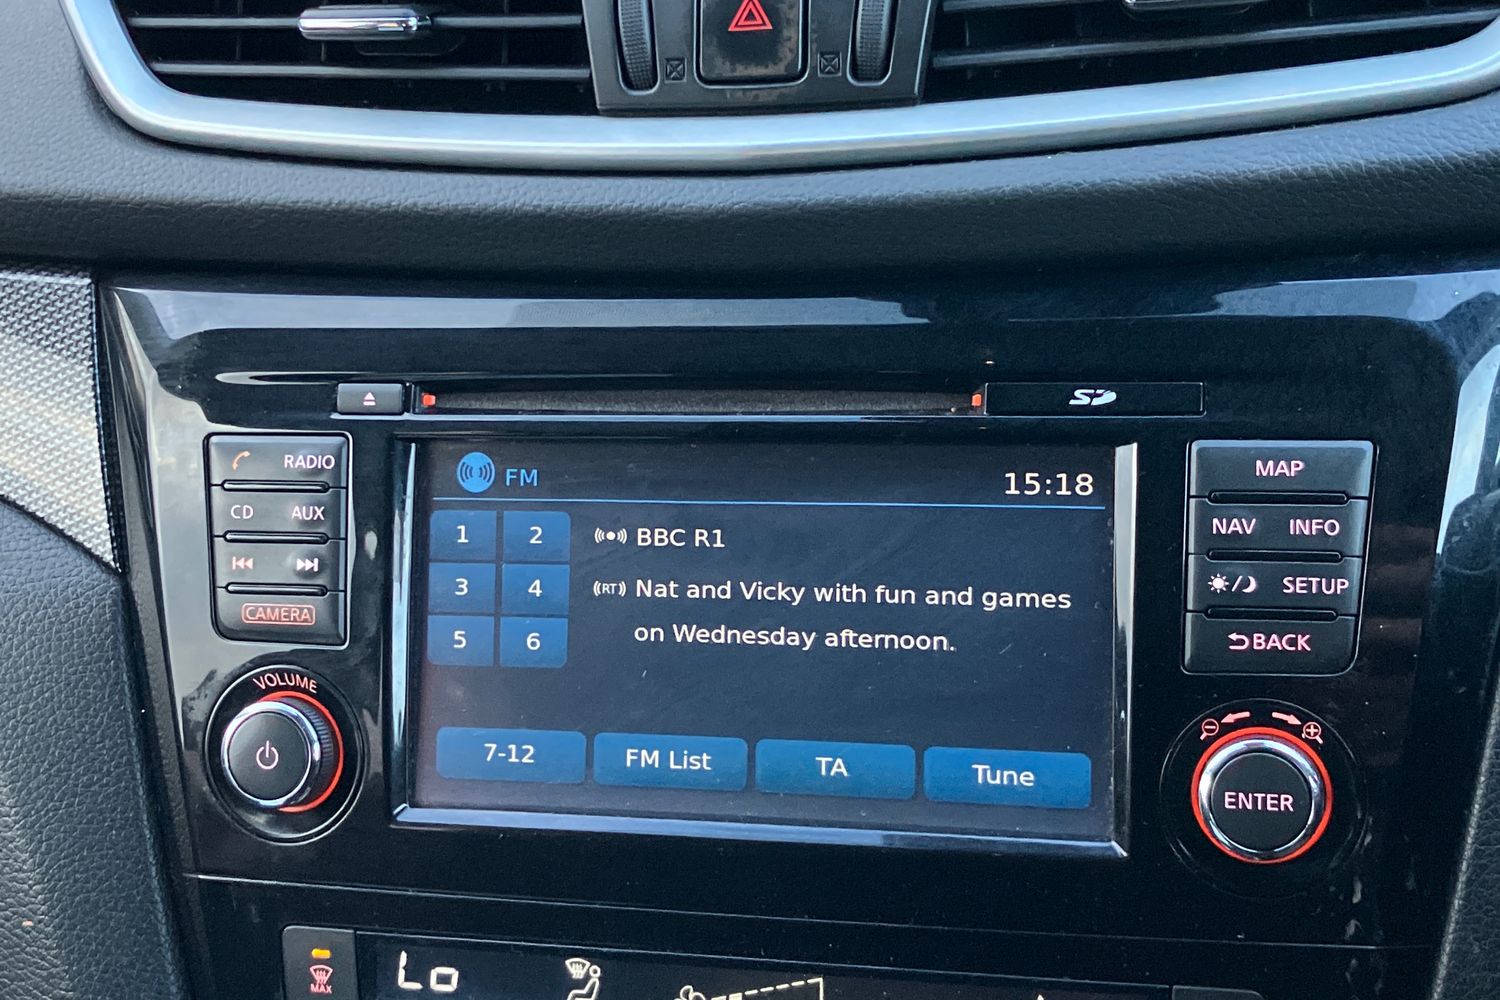 SD
RADIO
CD AUX
CAMERA
VOLUME
FM 15:18
1 2
3 4
5 6
BBC R1
RT Nat and Vicky with fun and games
on Wednesday afternoon.
7-12 FM List TA Tune
MAP
NAV INFO
SETUP
BACK
ENTER
MAX
Lo